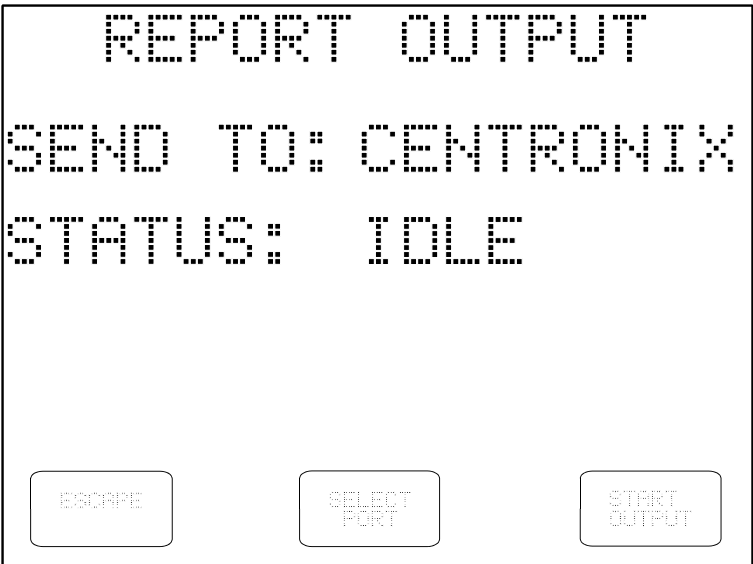 REPORT OUTPUT
SEND TO: CENTRONIX
STATUS: IDLE
ESCAPE
SELECT
PORT
START
OUTPUT